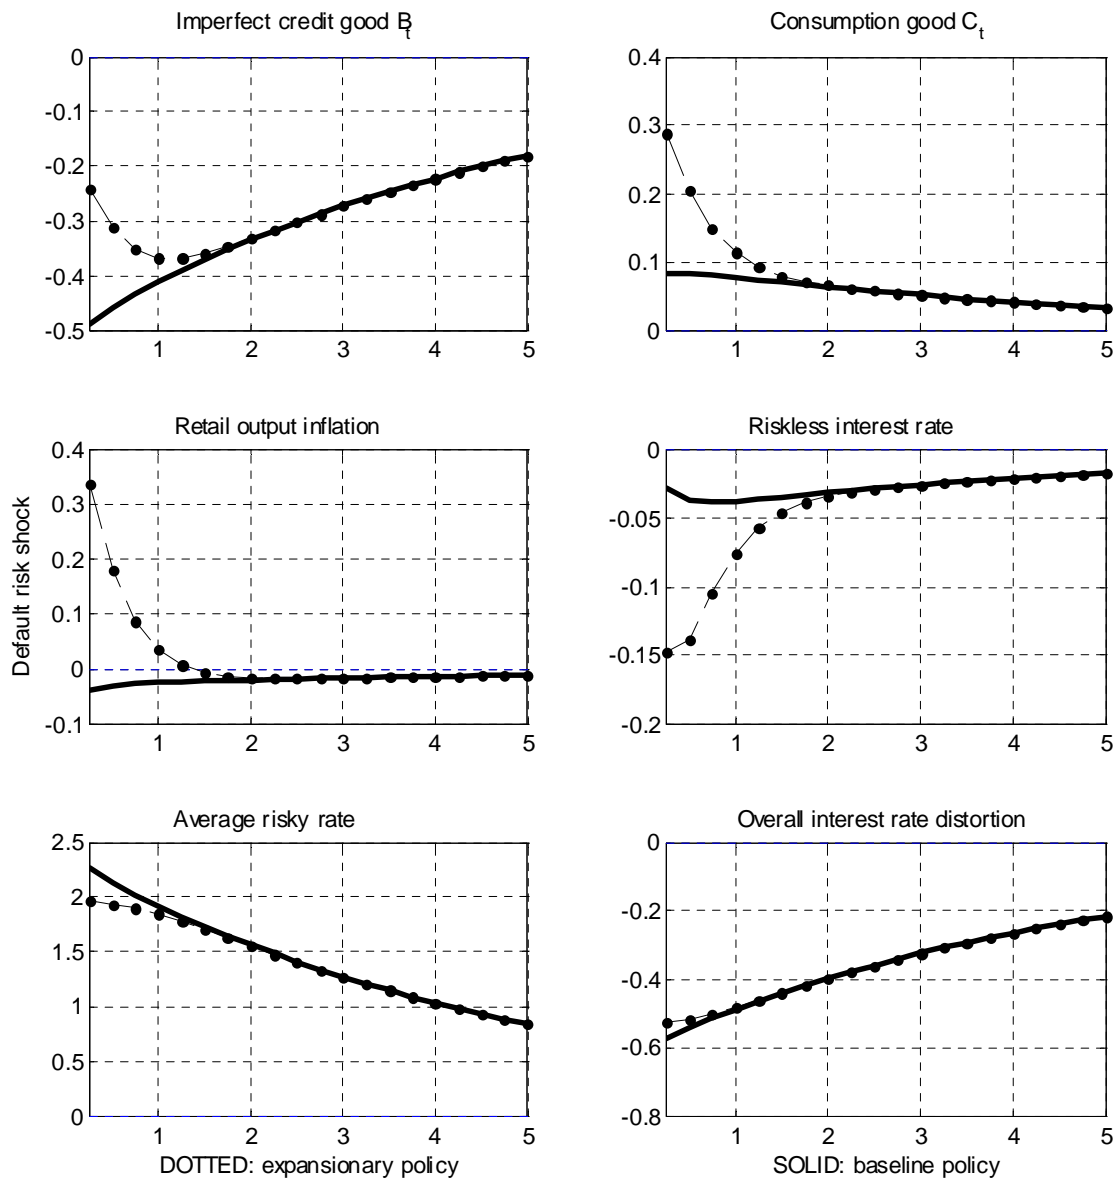 Imperfect credit good B_t
Consumption good C_t
0
-0.1
-0.2
-0.3
-0.4
-0.5
1 2 3 4 5
0.4
0.3
0.2
0.1
0
1 2 3 4 5
Retail output inflation
Riskless interest rate
Default risk shock
0.4
0.3
0.2
0.1
0
-0.1
1 2 3 4 5
0
-0.05
-0.1
-0.15
-0.2
1 2 3 4 5
Average risky rate
Overall interest rate distortion
2.5
2
1.5
1
0.5
0
1 2 3 4 5
0
-0.2
-0.4
-0.6
-0.8
1 2 3 4 5
DOTTED: expansionary policy
SOLID: baseline policy